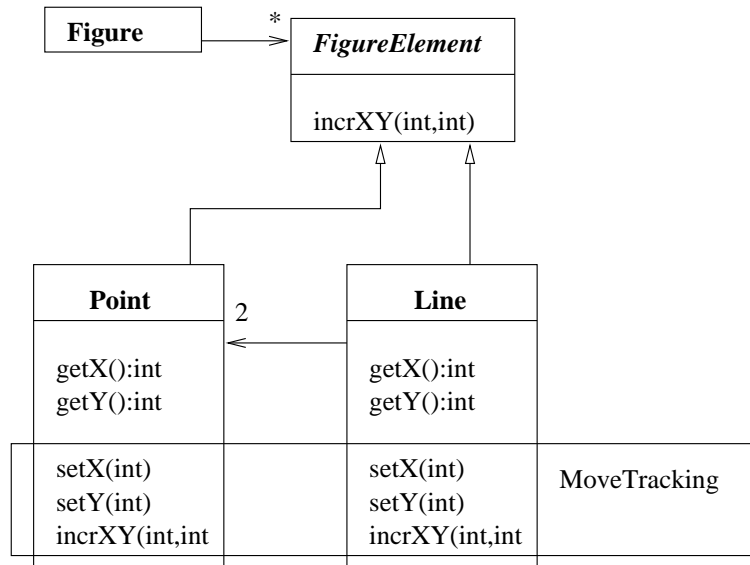 Figure
*
FigureElement
incrXY(int,int)
Point
2
Line
getX():int
getY():int
getX():int
getY():int
setX(int)
setY(int)
incrXY(int,int
setX(int)
setY(int)
incrXY(int,int
MoveTracking